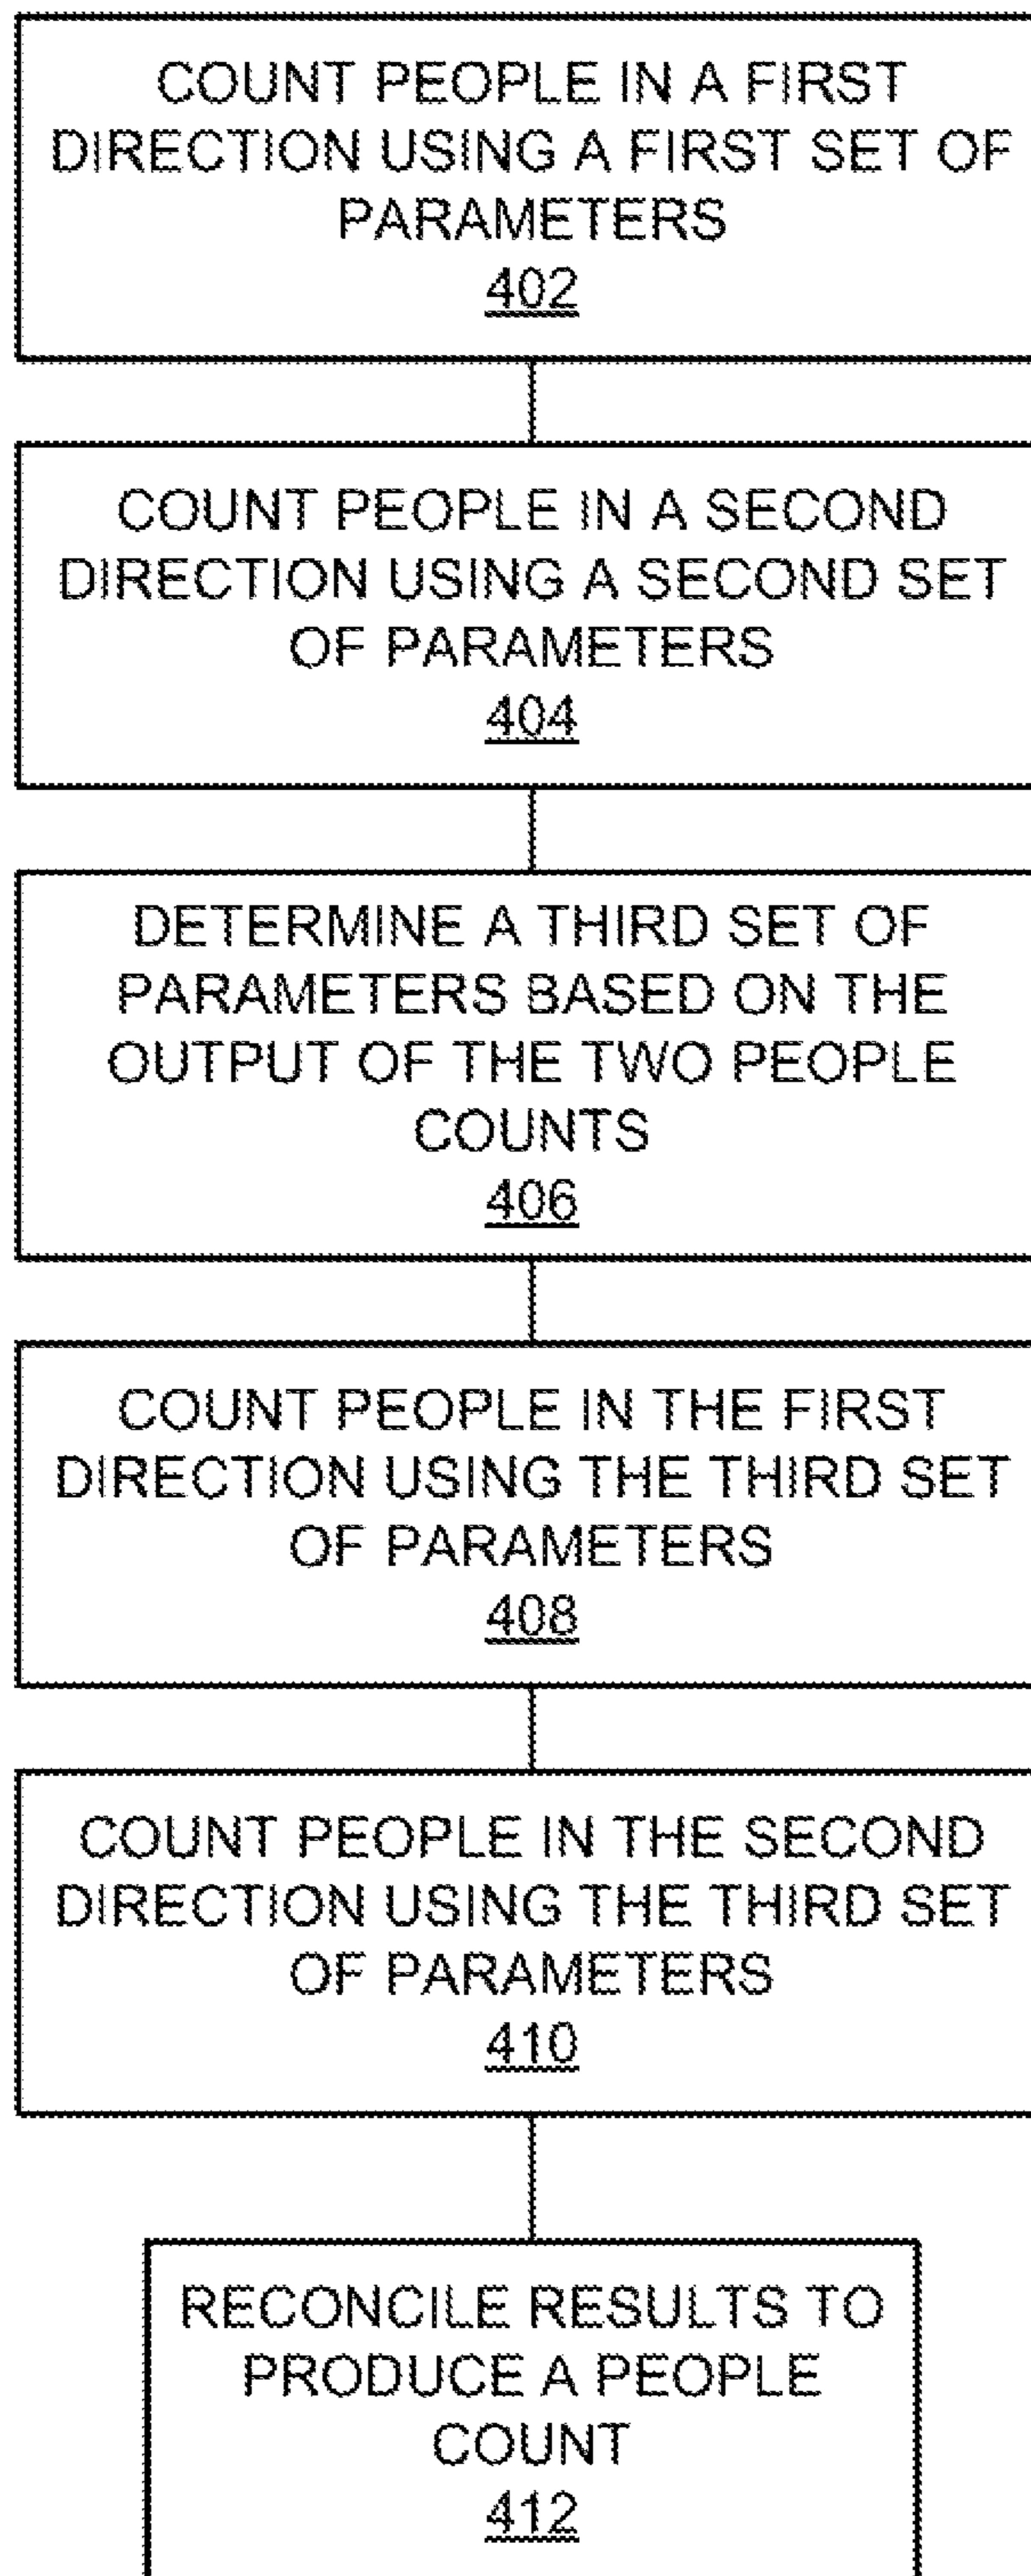 COUNT PEOPLE IN A FIRST
DIRECTION USING A FIRST SET OF
PARAMETERS
402
COUNT PEOPLE IN A SECOND
DIRECTION USING A SECOND SET
OF PARAMETERS
404
DETERMINE A THIRD SET OF
PARAMETERS BASED ON THE
OUTPUT OF THE TWO PEOPLE
COUNTS
406
COUNT PEOPLE IN THE FIRST
DIRECTION USING THE THIRD SET
OF PARAMETERS
408
COUNT PEOPLE IN THE SECOND
DIRECTION USING THE THIRD SET
OF PARAMETERS
410
RECONCILE RESULTS TO
PRODUCE A PEOPLE
COUNT
412